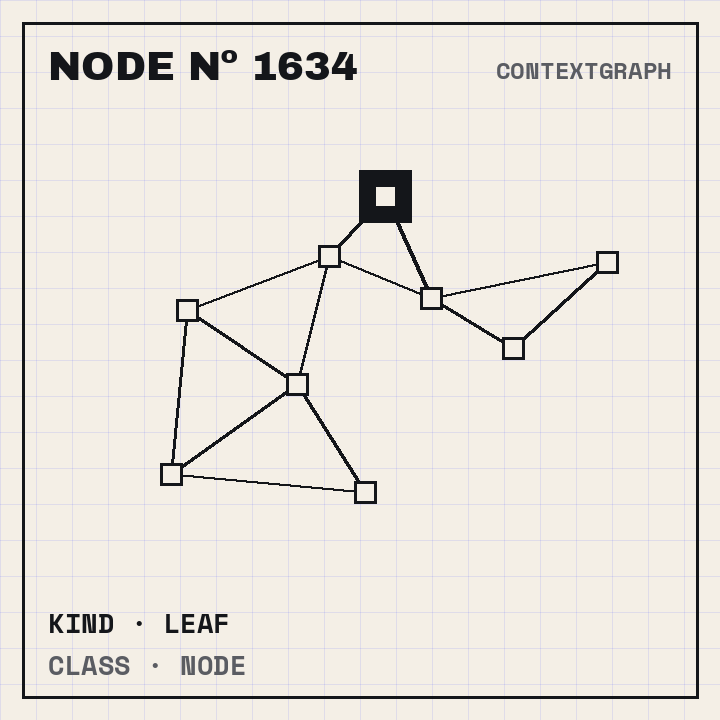 NODE Nº 1634
CONTEXTGRAPH
KIND · LEAF
CLASS · NODE